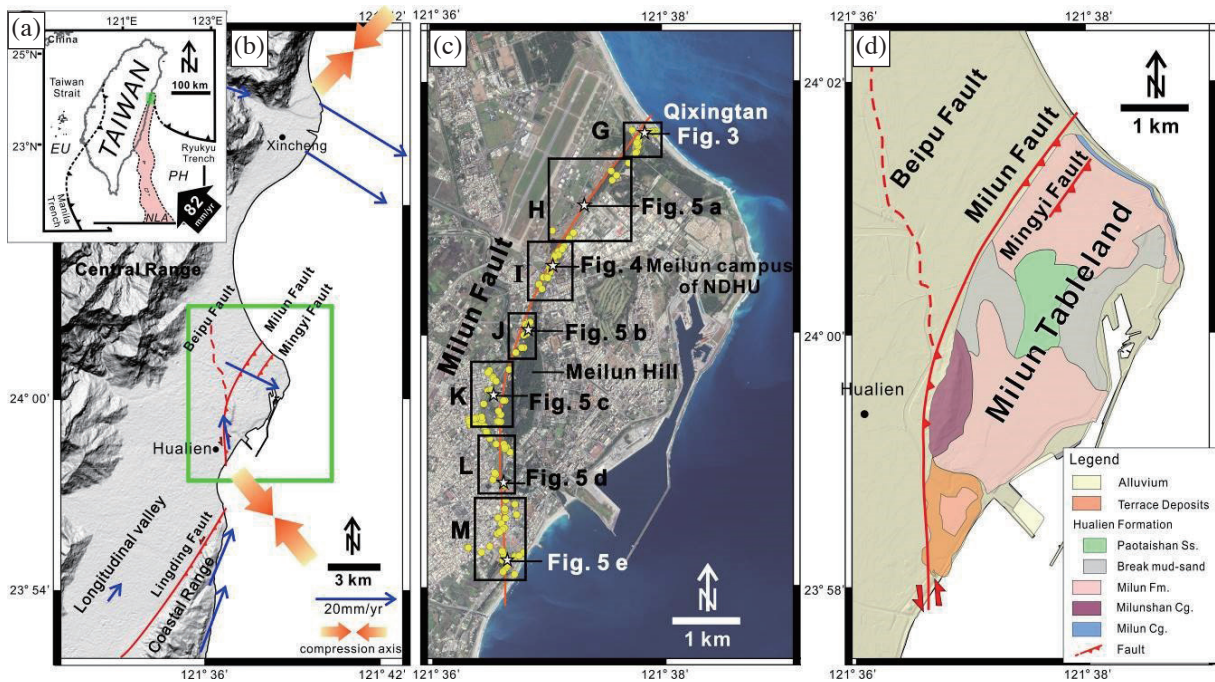 (a)
121°E
123°E
China
25°N
Taiwan
Strait
TAIWAN
N
100 km
23°N
EU
Ryukyu
Trench
PH
Manila
Trench
NLA
82
mm/yr
(b)
121° 42'
N
Xincheng
Central Range
Beipu Fault
Milun Fault
Mingyi Fault
24° 00'
Hualien
Longitudinal valley
Lingding Fault
Coastal Range
23° 54'
N
3 km
20mm/yr
compression axis
121° 36'
121° 42'
(c)
121° 36'
121° 38'
G
Qixingtan
Fig. 3
H
Fig. 5 a
I
Fig. 4
Meilun campus
of NDHU
Milun Fault
J
Fig. 5 b
Meilun Hill
K
Fig. 5 c
L
Fig. 5 d
M
Fig. 5 e
N
1 km
121° 36'
121° 38'
(d)
121° 38'
24° 02'
N
1 km
Beipu Fault
Milun Fault
Mingyi Fault
Milun Tableland
24° 00'
Hualien
23° 58'
Legend
Alluvium
Terrace Deposits
Hualien Formation
Paotaishan Ss.
Break mud-sand
Milun Fm.
Milunshan Cg.
Milun Cg.
Fault
121° 38'